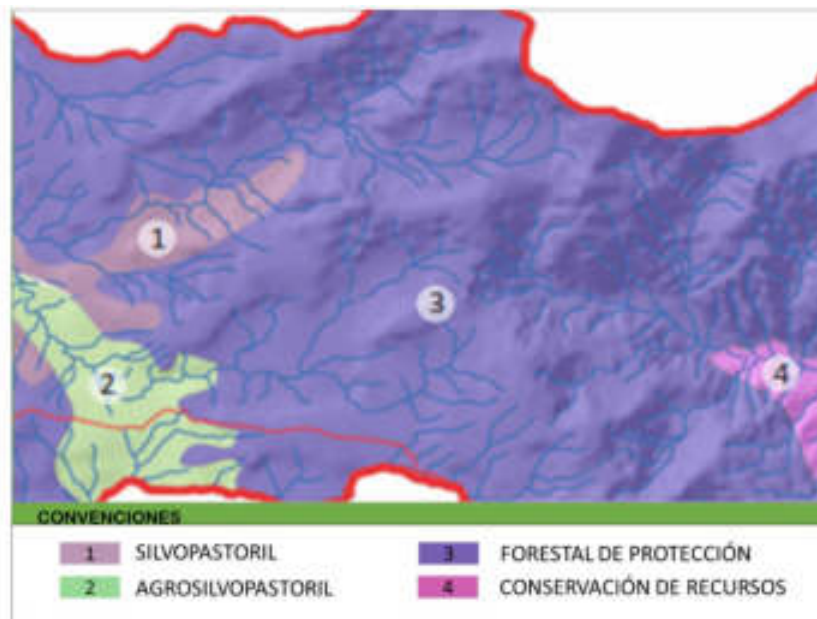 1
3
2
4
CONVENCIONES
1 SILVOPASTORIL
2 AGROSILVOPASTORIL
3 FORESTAL DE PROTECCIÓN
4 CONSERVACIÓN DE RECURSOS